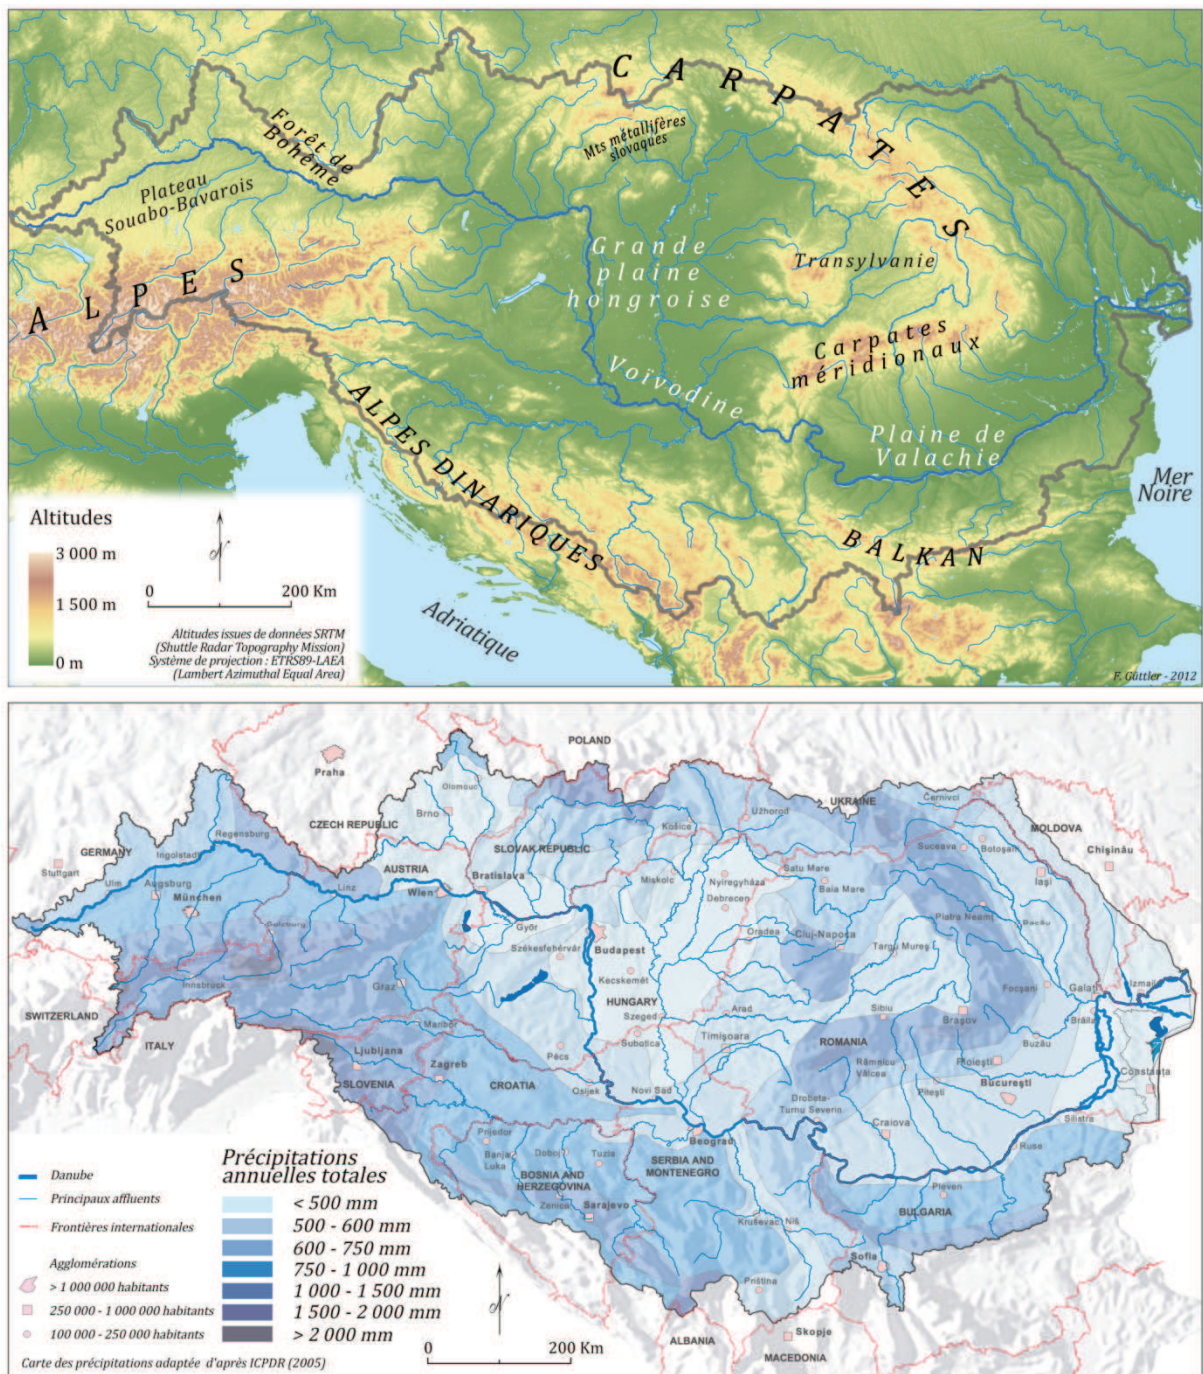 CARPATES
Forêt de
Bohême
Mts métallifères
slovaques
Plateau
Souabo-Bavarois
Grande
plaine
hongroise
Transylvanie
ALPES
Carpates
méridionaux
Voïvodine
ALPES DINARIQUES
Plaine de
Valachie
Mer
Noire
BALKAN
Adriatique
Altitudes
3 000 m
1 500 m
0 m
N
0 200 Km
Altitudes issues de données SRTM
(Shuttle Radar Topography Mission)
Système de projection : ETRS89-LAEA
(Lambert Azimuthal Equal Area)
F. Güttler - 2012
POLAND
Praha
Olomouc
Brno
CZECH REPUBLIC
UKRAINE
Užhorod
Černivci
MOLDOVA
Košice
Regensburg
GERMANY
Ingolstadt
Stuttgart
Ulm
Augsburg
München
Linz
AUSTRIA
Wien
Bratislava
SLOVAK REPUBLIC
Miskolc
Nyíregyháza
Debrecen
Satu Mare
Baia Mare
Suceava
Botoşani
Iaşi
Chişinău
Piatra Neamţ
Bacău
Salzburg
Győr
Székesfehérvár
Budapest
Oradea
Cluj-Napoca
Targu Mureş
Kecskemét
Innsbruck
Graz
HUNGARY
Szeged
Arad
Sibiu
Braşov
Focşani
Galaţi
Izmail
SWITZERLAND
ITALY
Maribor
Subotica
Timişoara
ROMANIA
Brăila
Buzău
Ljubljana
Zagreb
Pécs
Râmnicu
Vâlcea
Ploieşti
Piteşti
Bucureşti
Constanţa
SLOVENIA
CROATIA
Osijek
Novi Sad
Drobeta-
Turnu Severin
Craiova
Silistra
Ruse
Beograd
Prijedor
Banja
Luka
Doboj
Tuzla
BOSNIA AND
HERZEGOVINA
Zenica
Sarajevo
SERBIA AND
MONTENEGRO
Pleven
BULGARIA
Kruševac
Niš
Sofia
Priština
ALBANIA
Skopje
MACEDONIA
Danube
Principaux affluents
Frontières internationales
Agglomérations
> 1 000 000 habitants
250 000 - 1 000 000 habitants
100 000 - 250 000 habitants
Précipitations
annuelles totales
< 500 mm
500 - 600 mm
600 - 750 mm
750 - 1 000 mm
1 000 - 1 500 mm
1 500 - 2 000 mm
> 2 000 mm
N
0 200 Km
Carte des précipitations adaptée d'après ICPDR (2005)